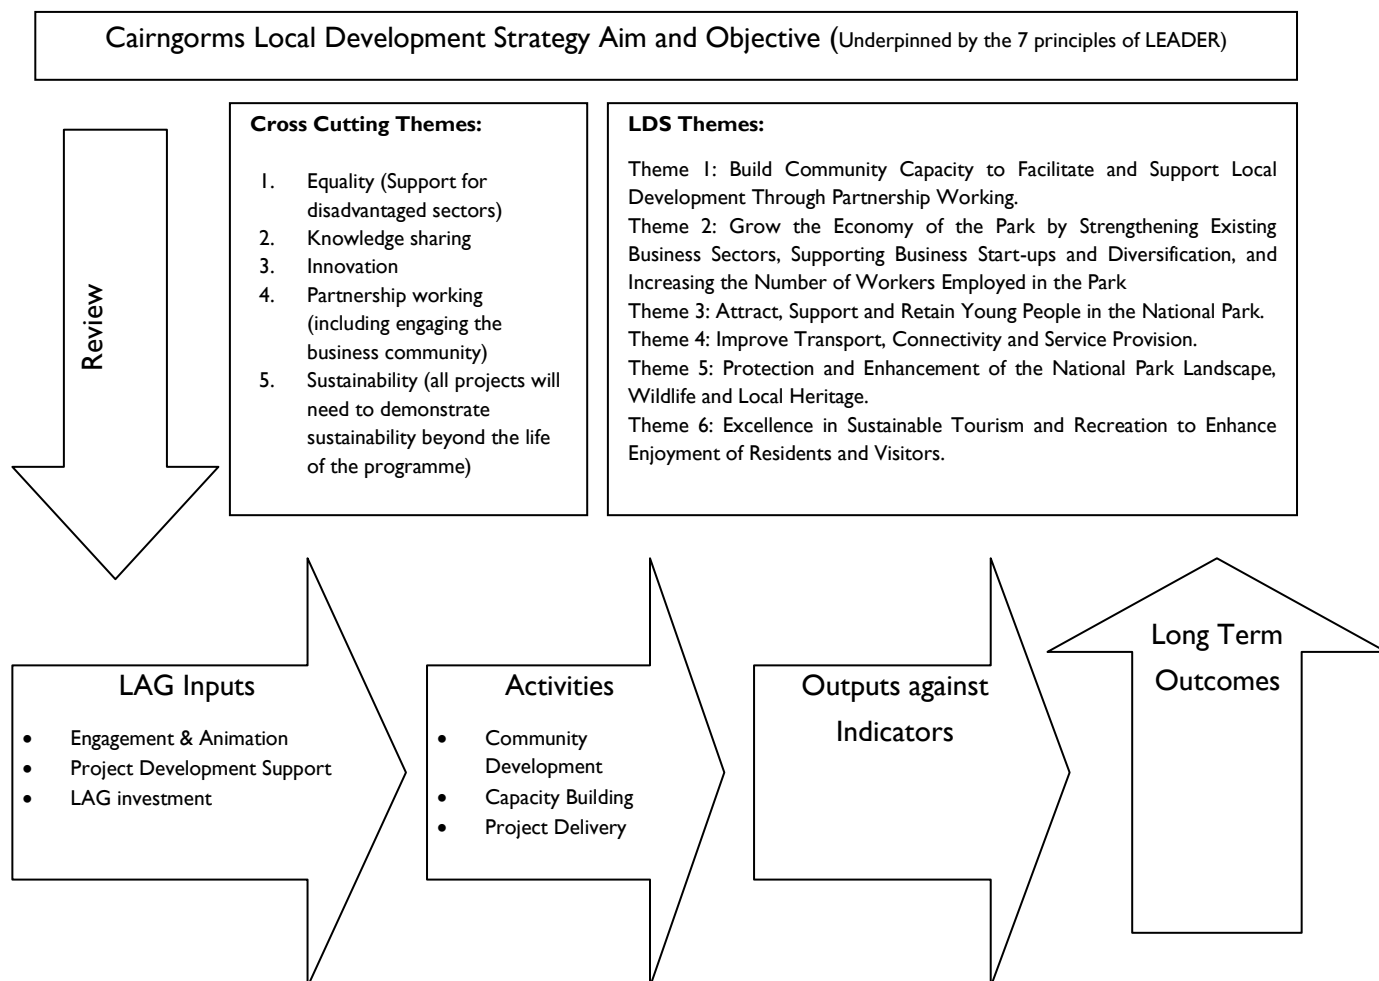 Cairngorms Local Development Strategy Aim and Objective (Underpinned by the 7 principles of LEADER)
Review
Cross Cutting Themes:
1. Equality (Support for
disadvantaged sectors)
2. Knowledge sharing
3. Innovation
4. Partnership working
(including engaging the
business community)
5. Sustainability (all projects will
need to demonstrate
sustainability beyond the life
of the programme)
LDS Themes:
Theme 1: Build Community Capacity to Facilitate and Support Local
Development Through Partnership Working.
Theme 2: Grow the Economy of the Park by Strengthening Existing
Business Sectors, Supporting Business Start-ups and Diversification, and
Increasing the Number of Workers Employed in the Park
Theme 3: Attract, Support and Retain Young People in the National Park.
Theme 4: Improve Transport, Connectivity and Service Provision.
Theme 5: Protection and Enhancement of the National Park Landscape,
Wildlife and Local Heritage.
Theme 6: Excellence in Sustainable Tourism and Recreation to Enhance
Enjoyment of Residents and Visitors.
LAG Inputs
• Engagement & Animation
• Project Development Support
• LAG investment
Activities
• Community
Development
• Capacity Building
• Project Delivery
Outputs against
Indicators
Long Term
Outcomes